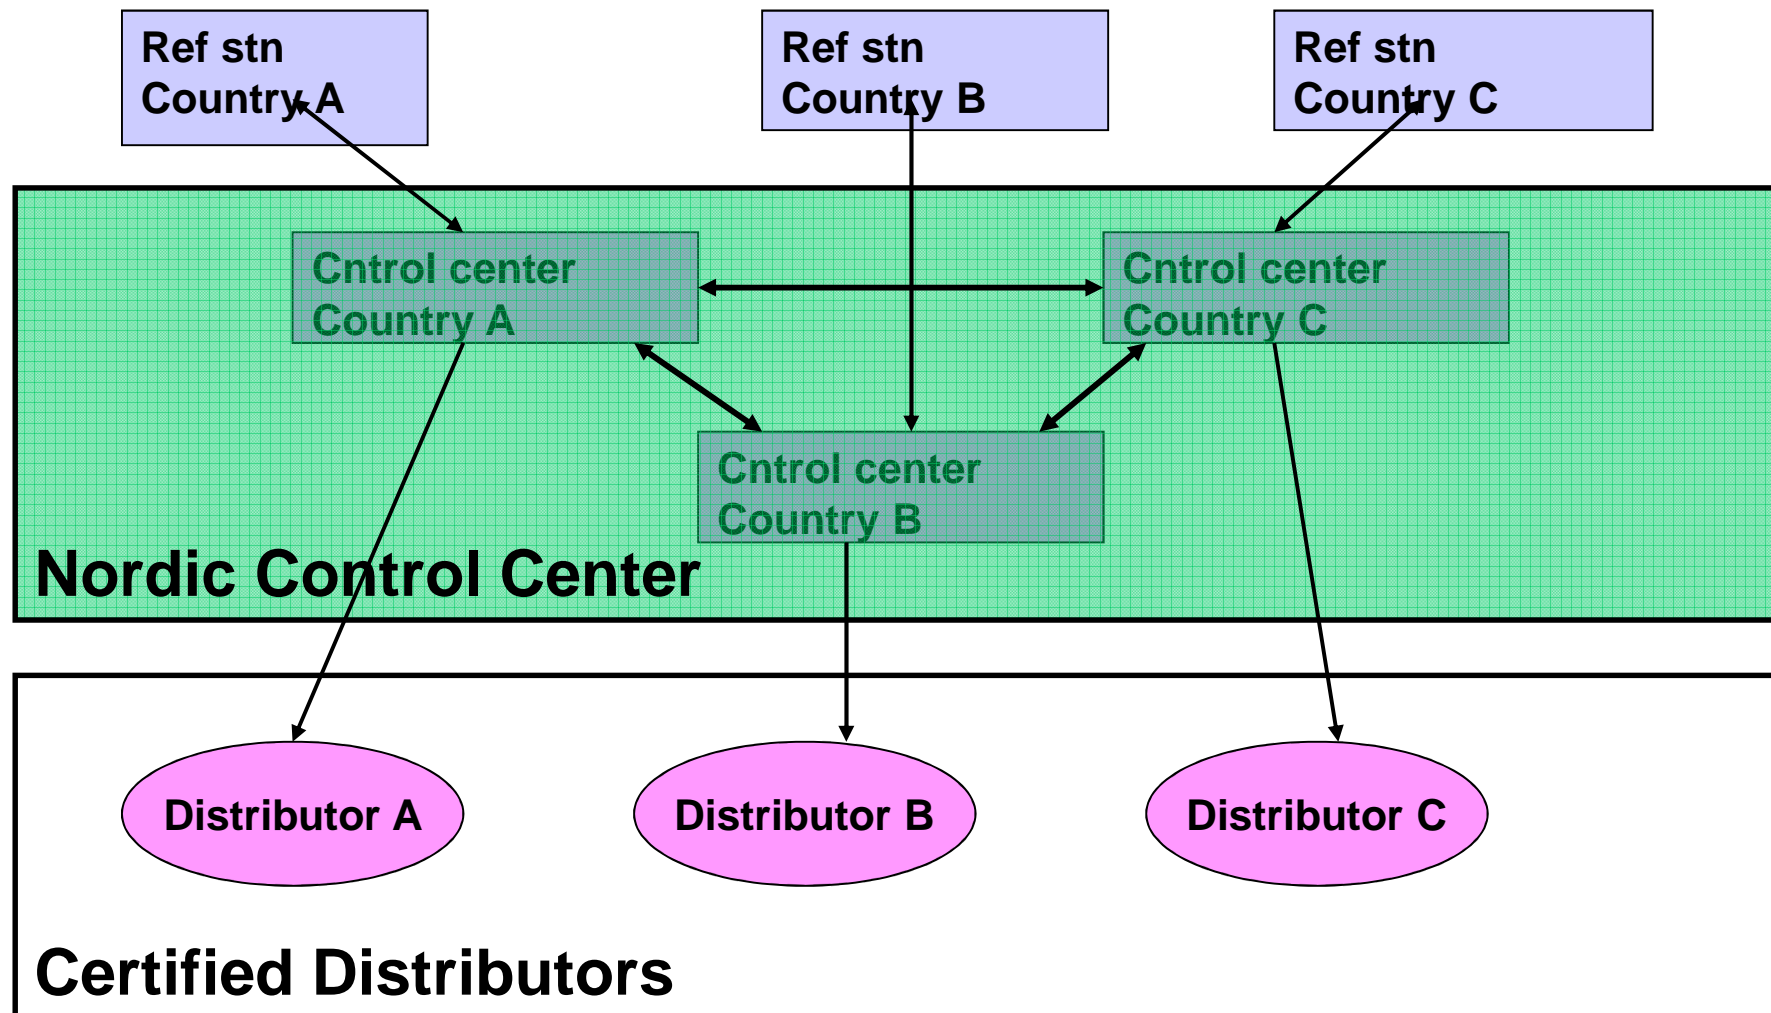 Ref stn
Country A
Ref stn
Country B
Ref stn
Country C
Cntrol center
Country A
Cntrol center
Country C
Cntrol center
Country B
Nordic Control Center
Distributor A
Distributor B
Distributor C
Certified Distributors